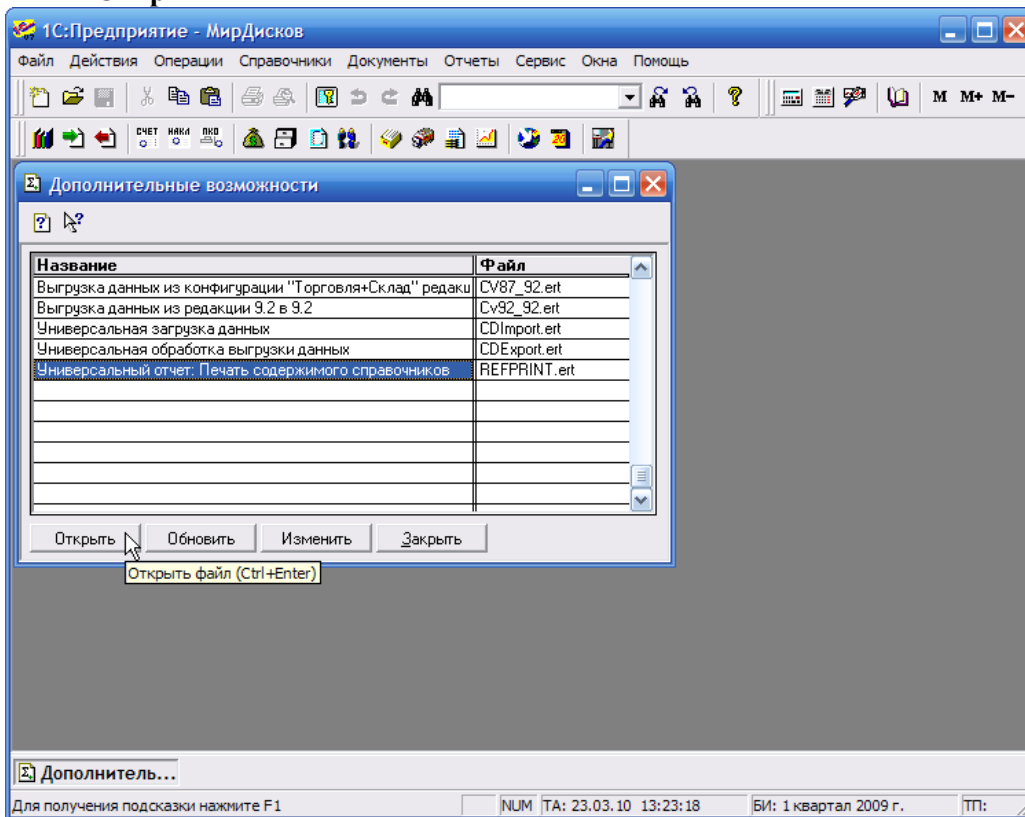 1С:Предприятие - МирДисков
Файл Действия Операции Справочники Документы Отчеты Сервис Окна Помощь
M M+ M-
СЧЕТ НАКЛ ПКО
Дополнительные возможности
Название Файл
Выгрузка данных из конфигурации "Торговля+Склад" редакц CV87_92.ert
Выгрузка данных из редакции 9.2 в 9.2 Cv92_92.ert
Универсальная загрузка данных CDImport.ert
Универсальная обработка выгрузки данных CDExport.ert
Универсальный отчет: Печать содержимого справочников REFPRINT.ert
Открыть Обновить Изменить Закрыть
Открыть файл (Ctrl+Enter)
Дополнитель...
Для получения подсказки нажмите F1 NUM ТА: 23.03.10 13:23:18 БИ: 1 квартал 2009 г. ТП: